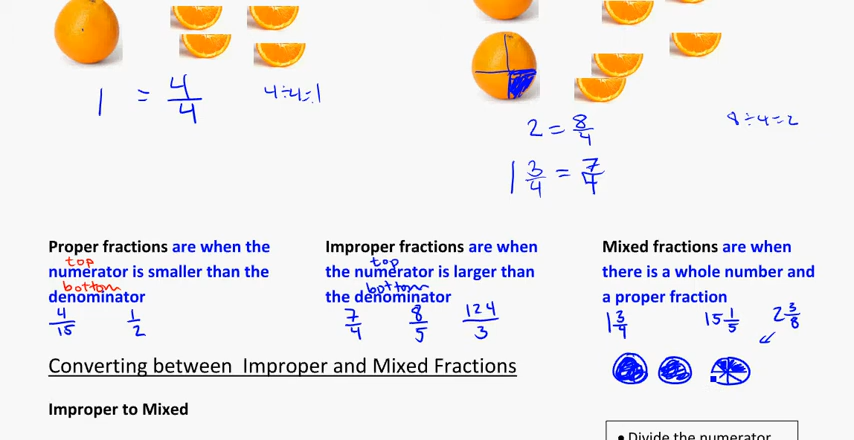 1 = 4/4
4÷4=1
2 = 8/4
8÷4=2
1 3/4 = 7/4
Proper fractions are when the
top
numerator is smaller than the
bottom
denominator
4/15 1/2
Improper fractions are when
top
the numerator is larger than
bottom
the denominator
7/4 8/5 124/3
Mixed fractions are when
there is a whole number and
a proper fraction
1 3/4 15 1/5 2 3/8
Converting between Improper and Mixed Fractions
Improper to Mixed
• Divide the numerator